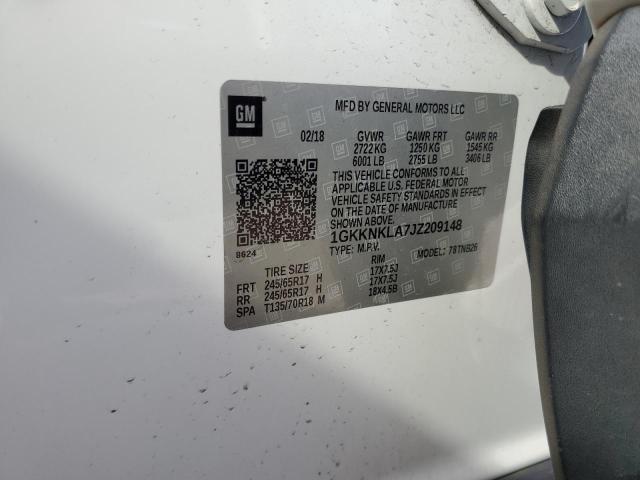 GM MFD BY GENERAL MOTORS LLC
02/18 GVWR GAWR FRT GAWR RR
2722 KG 1250 KG 1545 KG
6001 LB 2755 LB 3406 LB
THIS VEHICLE CONFORMS TO ALL
APPLICABLE U.S. FEDERAL MOTOR
VEHICLE SAFETY STANDARDS IN EFFECT
ON THE DATE OF MANUFACTURE
SHOWN ABOVE.
1GKKNKLA7JZ209148
8624 TYPE: M.P.V. MODEL: 78TNB26
TIRE SIZE RIM
FRT 245/65R17 H 17X7.5J
RR 245/65R17 H 17X7.5J
SPA T135/70R18 M 18X4.5B